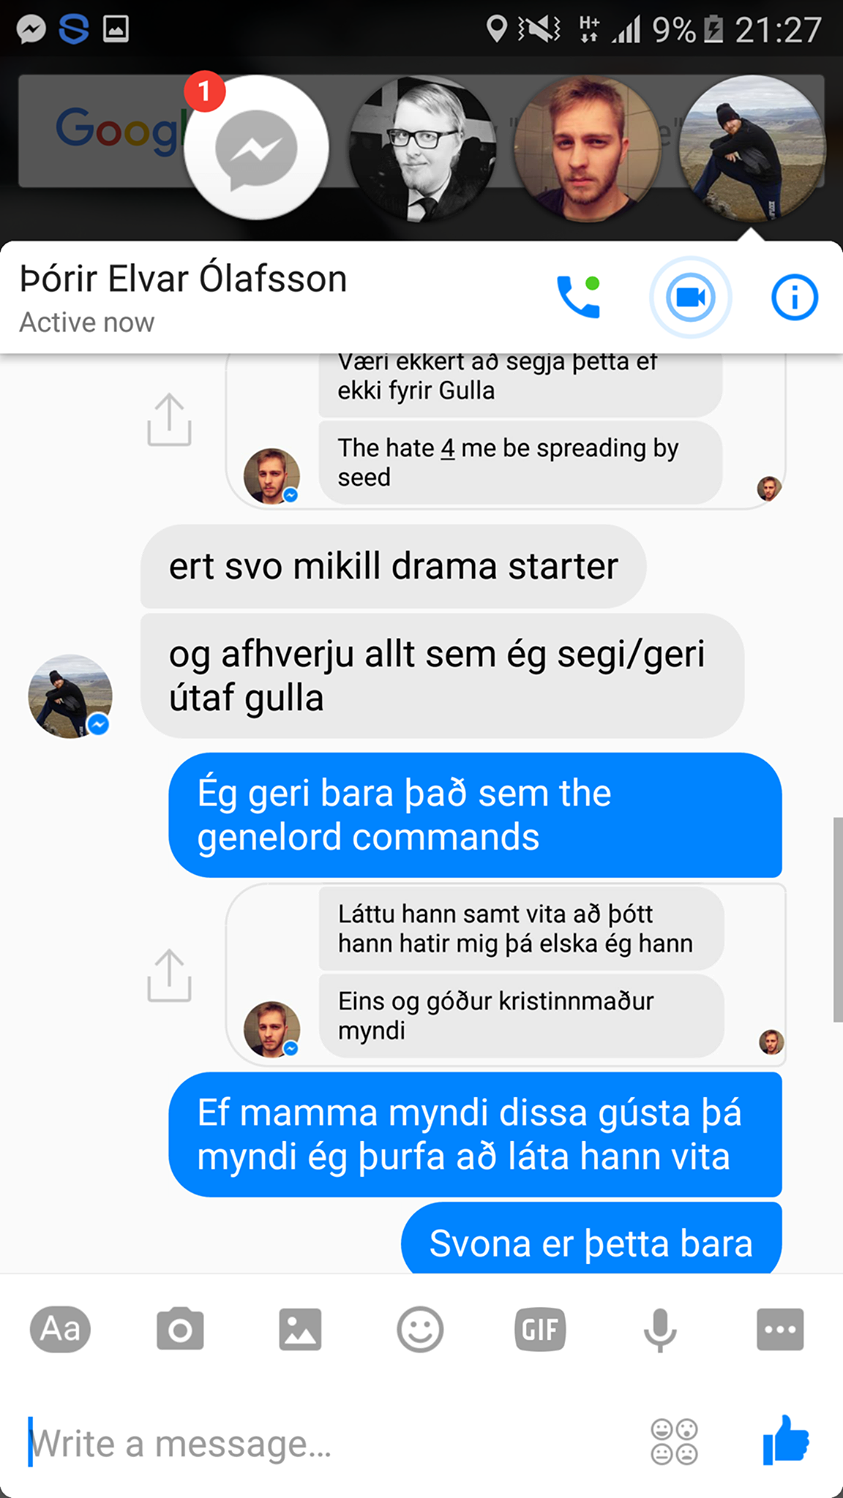 9% 21:27
1
Goog
Þórir Elvar Ólafsson
Active now
Væri ekkert að segja þetta ef
ekki fyrir Gulla
The hate 4 me be spreading by
seed
ert svo mikill drama starter
og afhverju allt sem ég segi/geri
útaf gulla
Ég geri bara það sem the
genelord commands
Láttu hann samt vita að þótt
hann hatir mig þá elska ég hann
Eins og góður kristinnmaður
myndi
Ef mamma myndi dissa gústa þá
myndi ég þurfa að láta hann vita
Svona er þetta bara
Aa
GIF
Write a message...